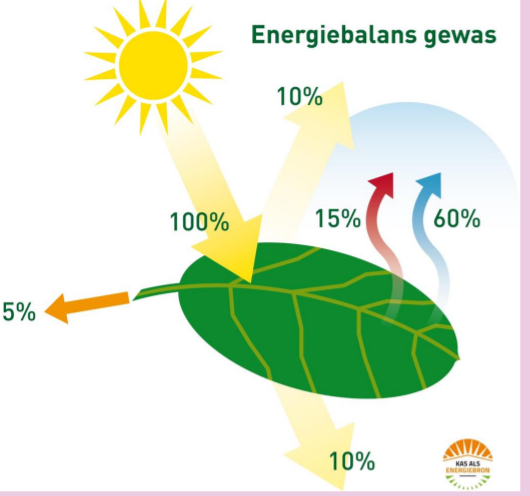 Energiebalans gewas
10%
100%
15%
60%
5%
10%
KAS ALS
ENERGIEBRON